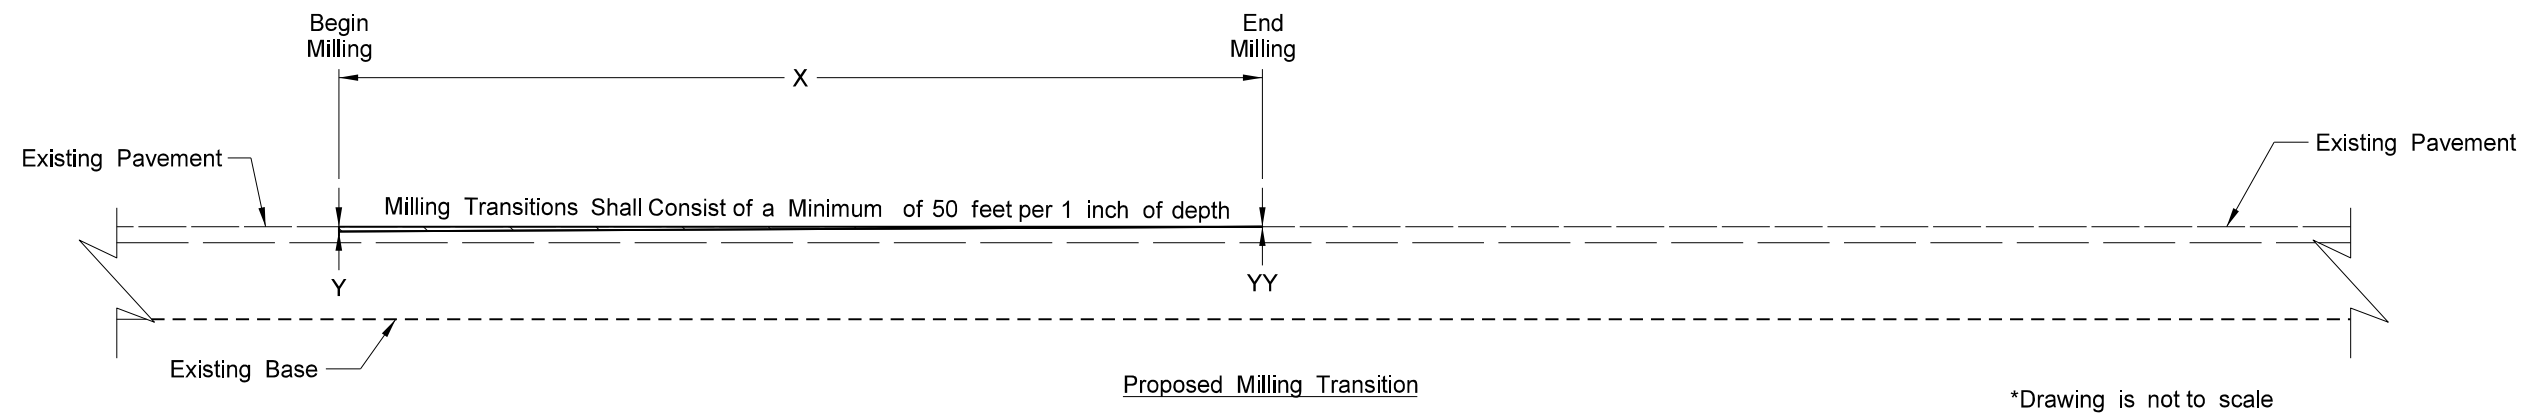 Begin
Milling
End
Milling
X
Existing Pavement
Existing Pavement
Milling Transitions Shall Consist of a Minimum of 50 feet per 1 inch of depth
Y
YY
Existing Base
Proposed Milling Transition
*Drawing is not to scale